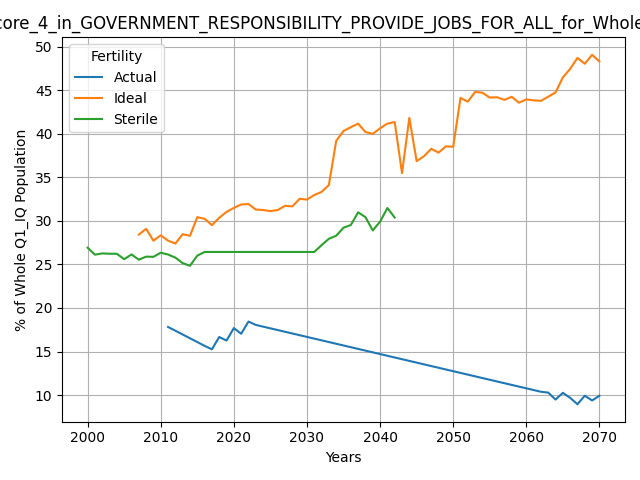 core_4_in_GOVERNMENT_RESPONSIBILITY_PROVIDE_JOBS_FOR_ALL_for_Whole
Fertility
Actual
Ideal
Sterile
% of Whole Q1_IQ Population
50
45
40
35
30
25
20
15
10
2000 2010 2020 2030 2040 2050 2060 2070
Years